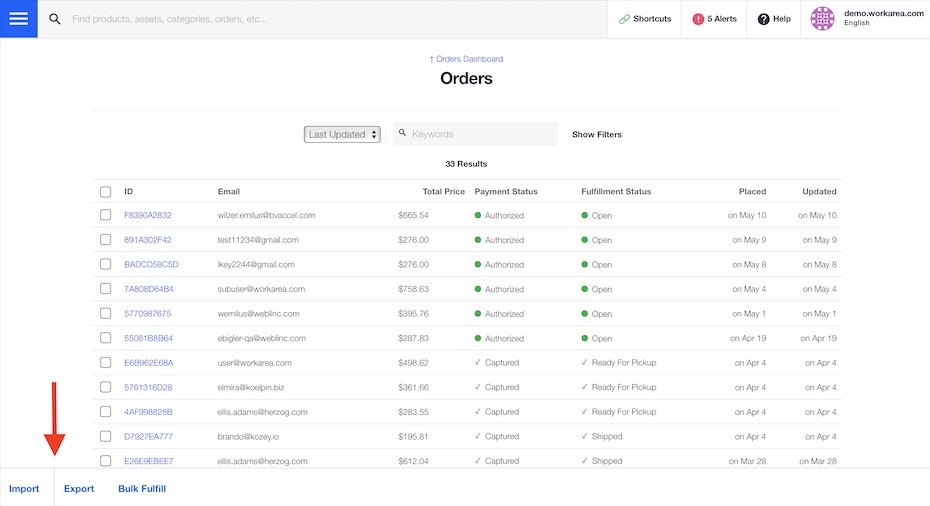 Find products, assets, categories, orders, etc...
Shortcuts
5 Alerts
Help
demo.workarea.com
English
↑ Orders Dashboard
Orders
Last Updated
Keywords
Show Filters
33 Results
ID Email Total Price Payment Status Fulfillment Status Placed Updated
F8390A2832 wilzer.emilus@bvaccel.com $665.54 Authorized Open on May 10 on May 10
891A302F42 test11234@gmail.com $276.00 Authorized Open on May 9 on May 9
BADCD58C5D ikey2244@gmail.com $276.00 Authorized Open on May 8 on May 8
7A808D64B4 subuser@workarea.com $758.63 Authorized Open on May 4 on May 4
5770987675 wemilus@weblinc.com $395.76 Authorized Open on May 1 on May 1
55081B8B64 ebigler-qa@weblinc.com $287.83 Authorized Open on Apr 19 on Apr 19
E6B962E68A user@workarea.com $498.62 ✓ Captured ✓ Ready For Pickup on Apr 4 on Apr 4
5761316D28 elmira@koelpin.biz $361.66 ✓ Captured ✓ Ready For Pickup on Apr 4 on Apr 4
4AF998828B ellis.adams@herzog.com $283.55 ✓ Captured ✓ Ready For Pickup on Apr 4 on Apr 4
D7927EA777 brando@kozey.io $195.81 ✓ Captured ✓ Shipped on Apr 4 on Apr 4
E26E9EBEE7 ellis.adams@herzog.com $612.04 ✓ Captured ✓ Shipped on Mar 28 on Mar 28
Import Export Bulk Fulfill